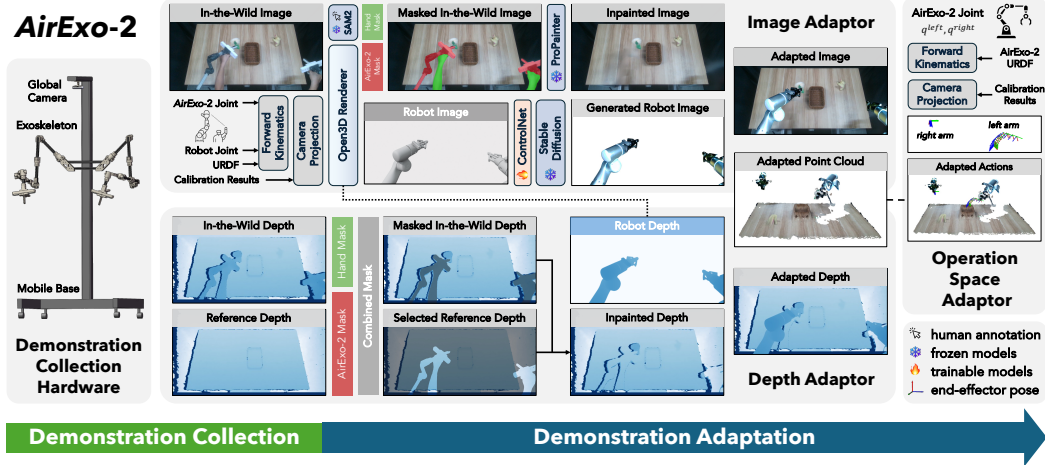 AirExo-2
Global
Camera
Exoskeleton
Mobile Base
Demonstration
Collection
Hardware
In-the-Wild Image
SAM2
Hand
Mask
AirExo-2
Mask
Masked In-the-Wild Image
ProPainter
Image Adaptor
Adapted Image
AirExo-2 Joint
Robot Joint
URDF
Calibration Results
Forward
Kinematics
Camera
Projection
Open3D Renderer
Robot Image
ControlNet
Stable
Diffusion
Generated Robot Image
Adapted Point Cloud
In-the-Wild Depth
Hand Mask
AirExo-2 Mask
Combined Mask
Masked In-the-Wild Depth
Robot Depth
Reference Depth
Selected Reference Depth
Inpainted Depth
Adapted Depth
Depth Adaptor
AirExo-2 Joint
q^left, q^right
Forward
Kinematics
AirExo-2
URDF
Camera
Projection
Calibration
Results
right arm
left arm
Adapted Actions
Operation
Space
Adaptor
human annotation
frozen models
trainable models
end-effector pose
Demonstration Collection
Demonstration Adaptation